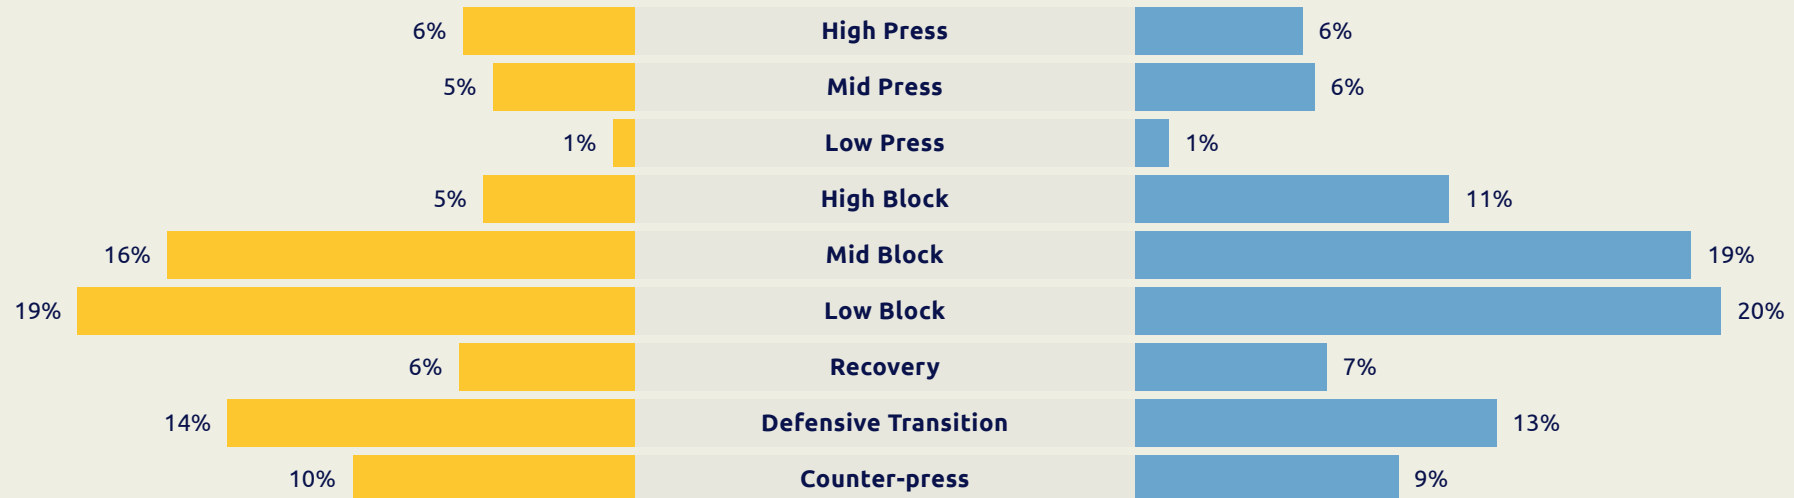 6% High Press 6%
5% Mid Press 6%
1% Low Press 1%
5% High Block 11%
16% Mid Block 19%
19% Low Block 20%
6% Recovery 7%
14% Defensive Transition 13%
10% Counter-press 9%